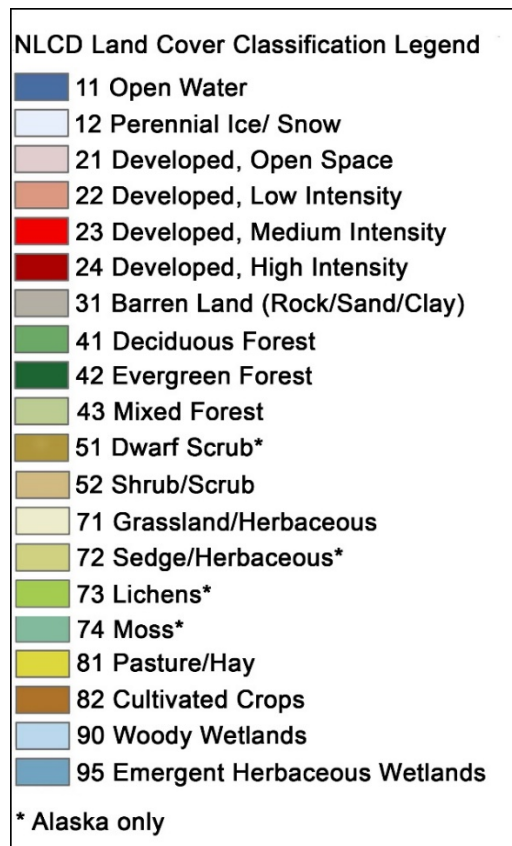 NLCD Land Cover Classification Legend
11 Open Water
12 Perennial Ice/ Snow
21 Developed, Open Space
22 Developed, Low Intensity
23 Developed, Medium Intensity
24 Developed, High Intensity
31 Barren Land (Rock/Sand/Clay)
41 Deciduous Forest
42 Evergreen Forest
43 Mixed Forest
51 Dwarf Scrub*
52 Shrub/Scrub
71 Grassland/Herbaceous
72 Sedge/Herbaceous*
73 Lichens*
74 Moss*
81 Pasture/Hay
82 Cultivated Crops
90 Woody Wetlands
95 Emergent Herbaceous Wetlands
* Alaska only